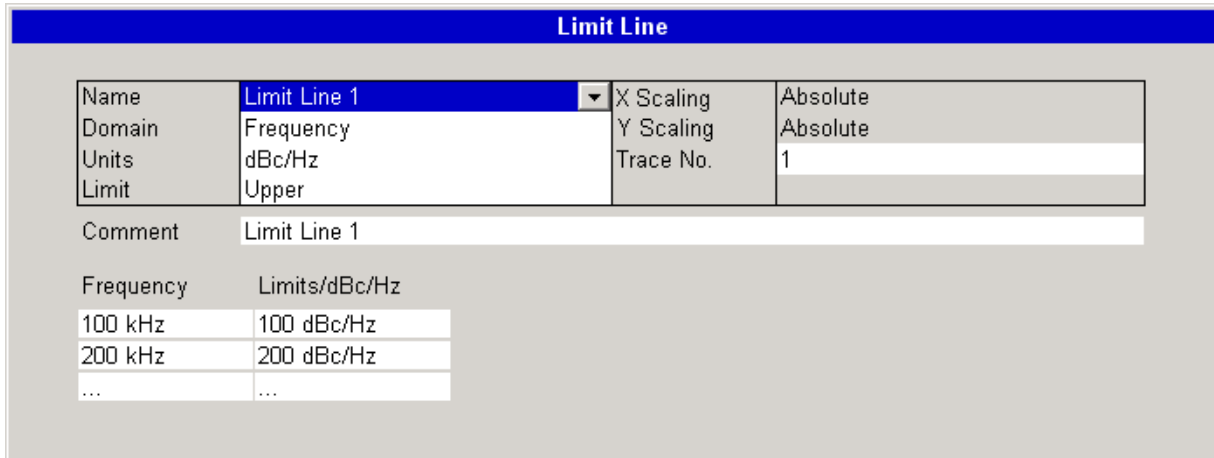 Limit Line
Name Limit Line 1 X Scaling Absolute
Domain Frequency Y Scaling Absolute
Units dBc/Hz Trace No. 1
Limit Upper
Comment Limit Line 1
Frequency Limits/dBc/Hz
100 kHz 100 dBc/Hz
200 kHz 200 dBc/Hz
... ...